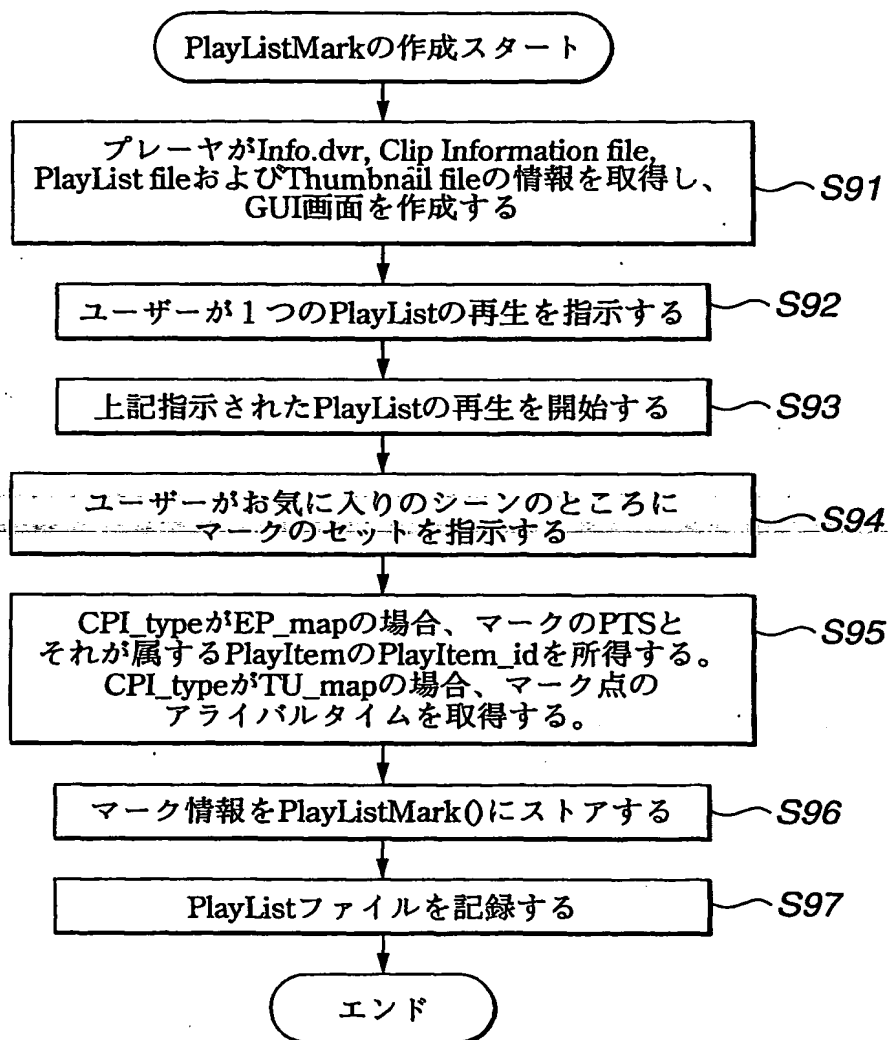 PlayListMarkの作成スタート
プレーヤがInfo.dvr, Clip Information file,
PlayList fileおよびThumbnail fileの情報を取得し、
GUI画面を作成する
S91
ユーザーが１つのPlayListの再生を指示する
S92
上記指示されたPlayListの再生を開始する
S93
ユーザーがお気に入りのシーンのところに
マークのセットを指示する
S94
CPI_typeがEP_mapの場合、マークのPTSと
それが属するPlayItemのPlayItem_idを所得する。
CPI_typeがTU_mapの場合、マーク点の
アライバルタイムを取得する。
S95
マーク情報をPlayListMark()にストアする
S96
PlayListファイルを記録する
S97
エンド